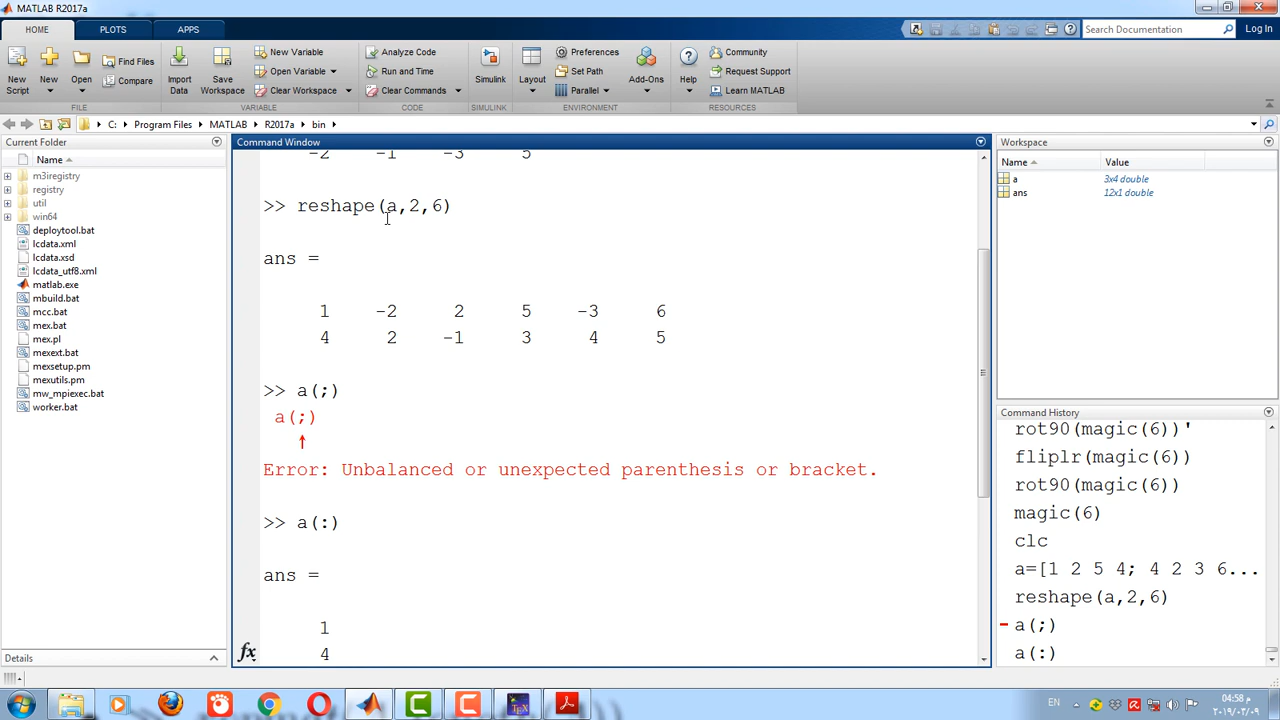 MATLAB R2017a
HOME PLOTS APPS
Search Documentation
Log In
New Script
New
Open
Find Files
Compare
Import Data
Save Workspace
New Variable
Open Variable
Clear Workspace
Analyze Code
Run and Time
Clear Commands
Simulink
Layout
Preferences
Set Path
Parallel
Add-Ons
Help
Community
Request Support
Learn MATLAB
FILE VARIABLE CODE SIMULINK ENVIRONMENT RESOURCES
C: Program Files MATLAB R2017a bin
Current Folder
Name
m3iregistry
registry
util
win64
deploytool.bat
lcdata.xml
lcdata.xsd
lcdata_utf8.xml
matlab.exe
mbuild.bat
mcc.bat
mex.bat
mex.pl
mexext.bat
mexsetup.pm
mexutils.pm
mw_mpiexec.bat
worker.bat
Details
Command Window
-2 -1 -3 5
>> reshape(a,2,6)
ans =
1 -2 2 5 -3 6
4 2 -1 3 4 5
>> a(;)
a(;)
Error: Unbalanced or unexpected parenthesis or bracket.
>> a(:)
ans =
1
4
fx
Workspace
Name Value
a 3x4 double
ans 12x1 double
Command History
rot90(magic(6))'
fliplr(magic(6))
rot90(magic(6))
magic(6)
clc
a=[1 2 5 4; 4 2 3 6...
reshape(a,2,6)
a(;)
a(:)
EN
04:58 م
٢٠١٩/٠٣/٠٩